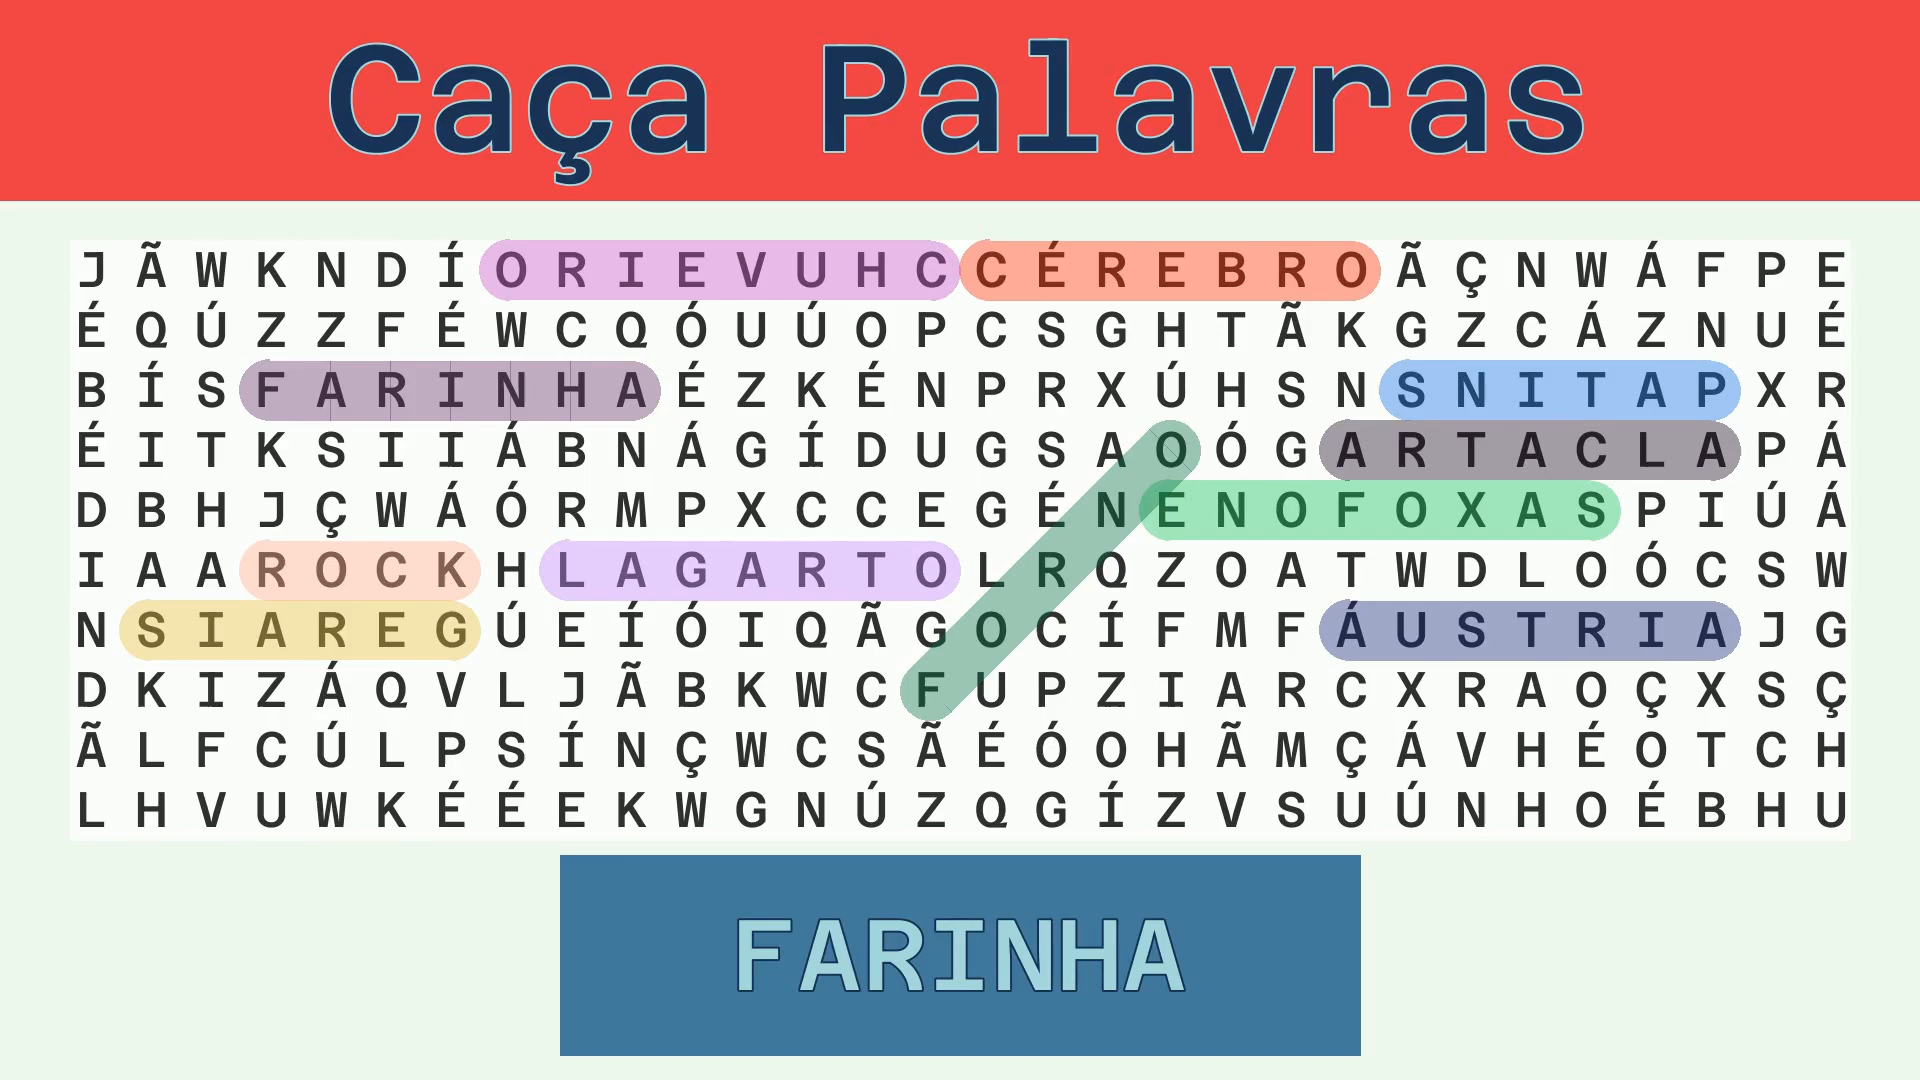 Caça Palavras
J Ã W K N D Í O R I E V U H C C É R E B R O Ã Ç N W Á F P E
É Q Ú Z Z F É W C Q Ó U Ú O P C S G H T Ã K G Z C Á Z N U É
B Í S F A R I N H A É Z K É N P R X Ú H S N S N I T A P X R
É I T K S I I Á B N Á G Í D U G S A O Ó G A R T A C L A P Á
D B H J Ç W Á Ó R M P X C C E G É N E N O F O X A S P I Ú Á
I A A R O C K H L A G A R T O L R Q Z O A T W D L O Ó C S W
N S I A R E G Ú E Í Ó I Q Ã G O C Í F M F Á U S T R I A J G
D K I Z Á Q V L J Ã B K W C F U P Z I A R C X R A O Ç X S Ç
Ã L F C Ú L P S Í N Ç W C S Ã É Ó O H Ã M Ç Á V H É O T C H
L H V U W K É É E K W G N Ú Z Q G Í Z V S U Ú N H O É B H U
FARINHA